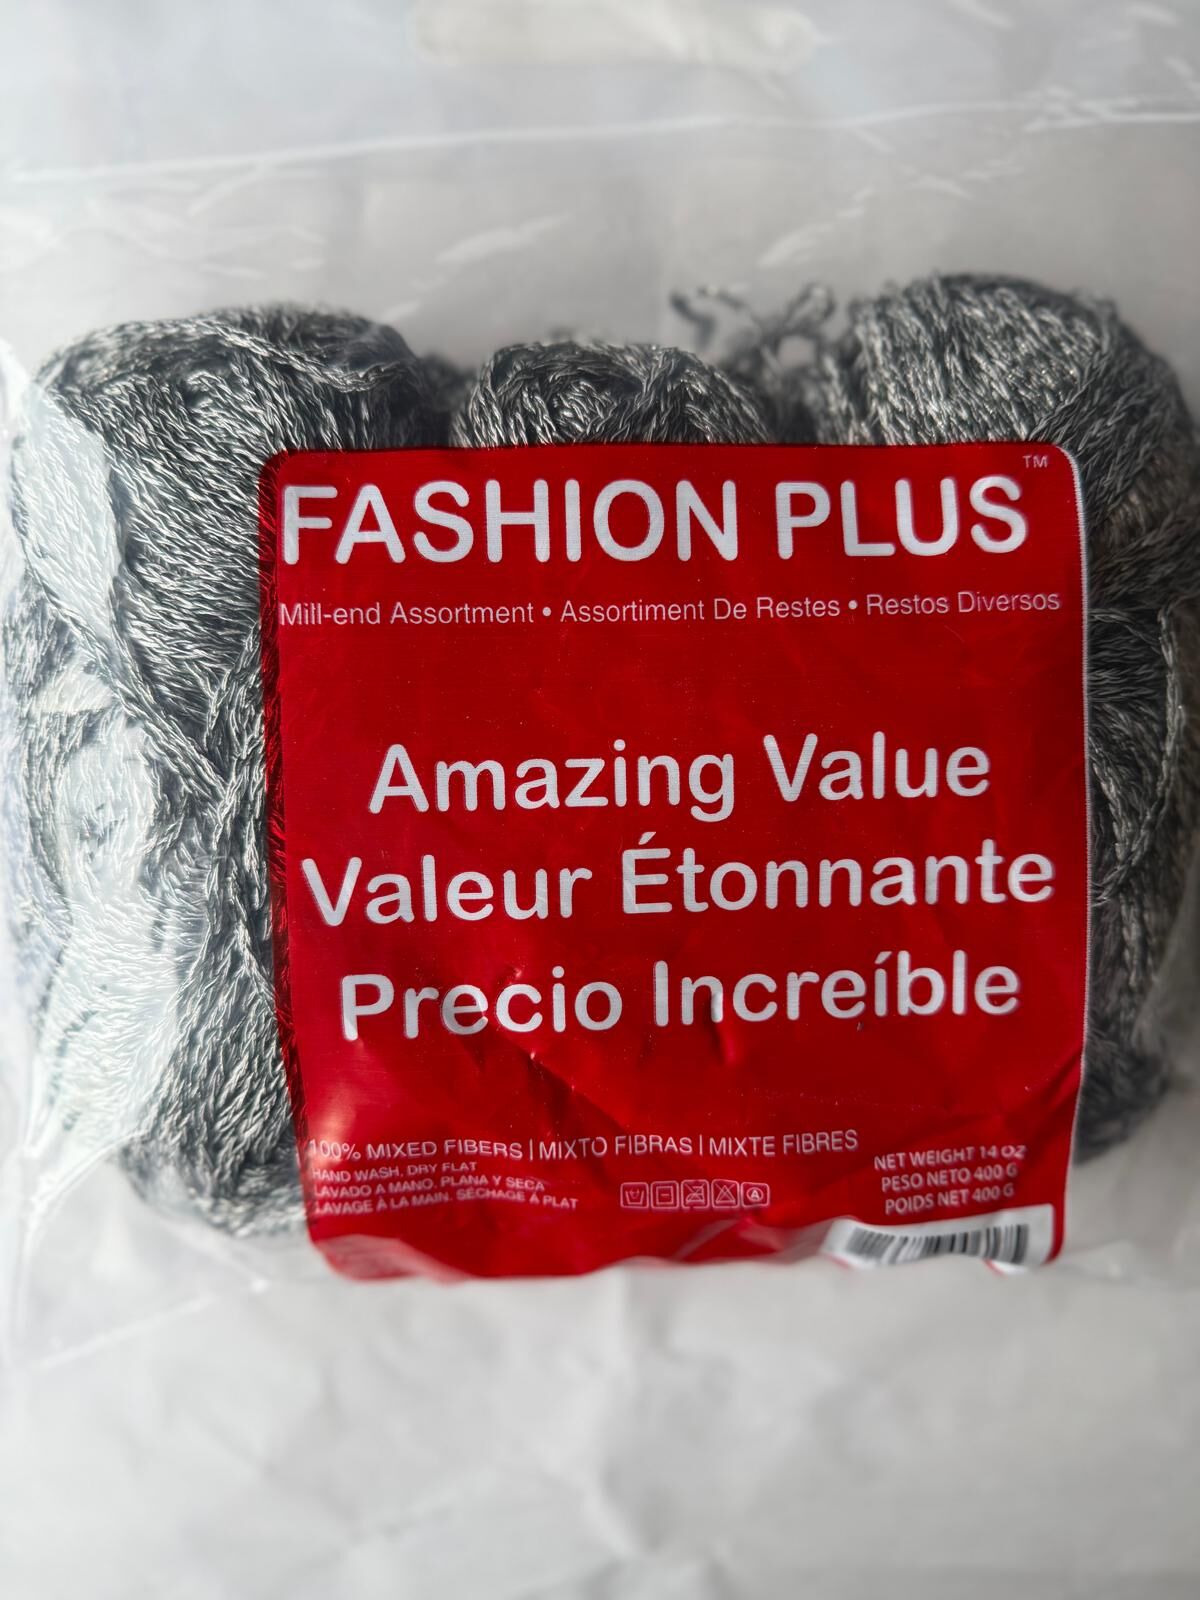 FASHION PLUS™
Mill-end Assortment • Assortiment De Restes • Restos Diversos
Amazing Value
Valeur Étonnante
Precio Increíble
100% MIXED FIBERS | MIXTO FIBRAS | MIXTE FIBRES
HAND WASH, DRY FLAT
LAVADO A MANO, PLANA Y SECA
LAVAGE À LA MAIN. SÉCHAGE À PLAT
A
NET WEIGHT 14 OZ
PESO NETO 400 G
POIDS NET 400 G